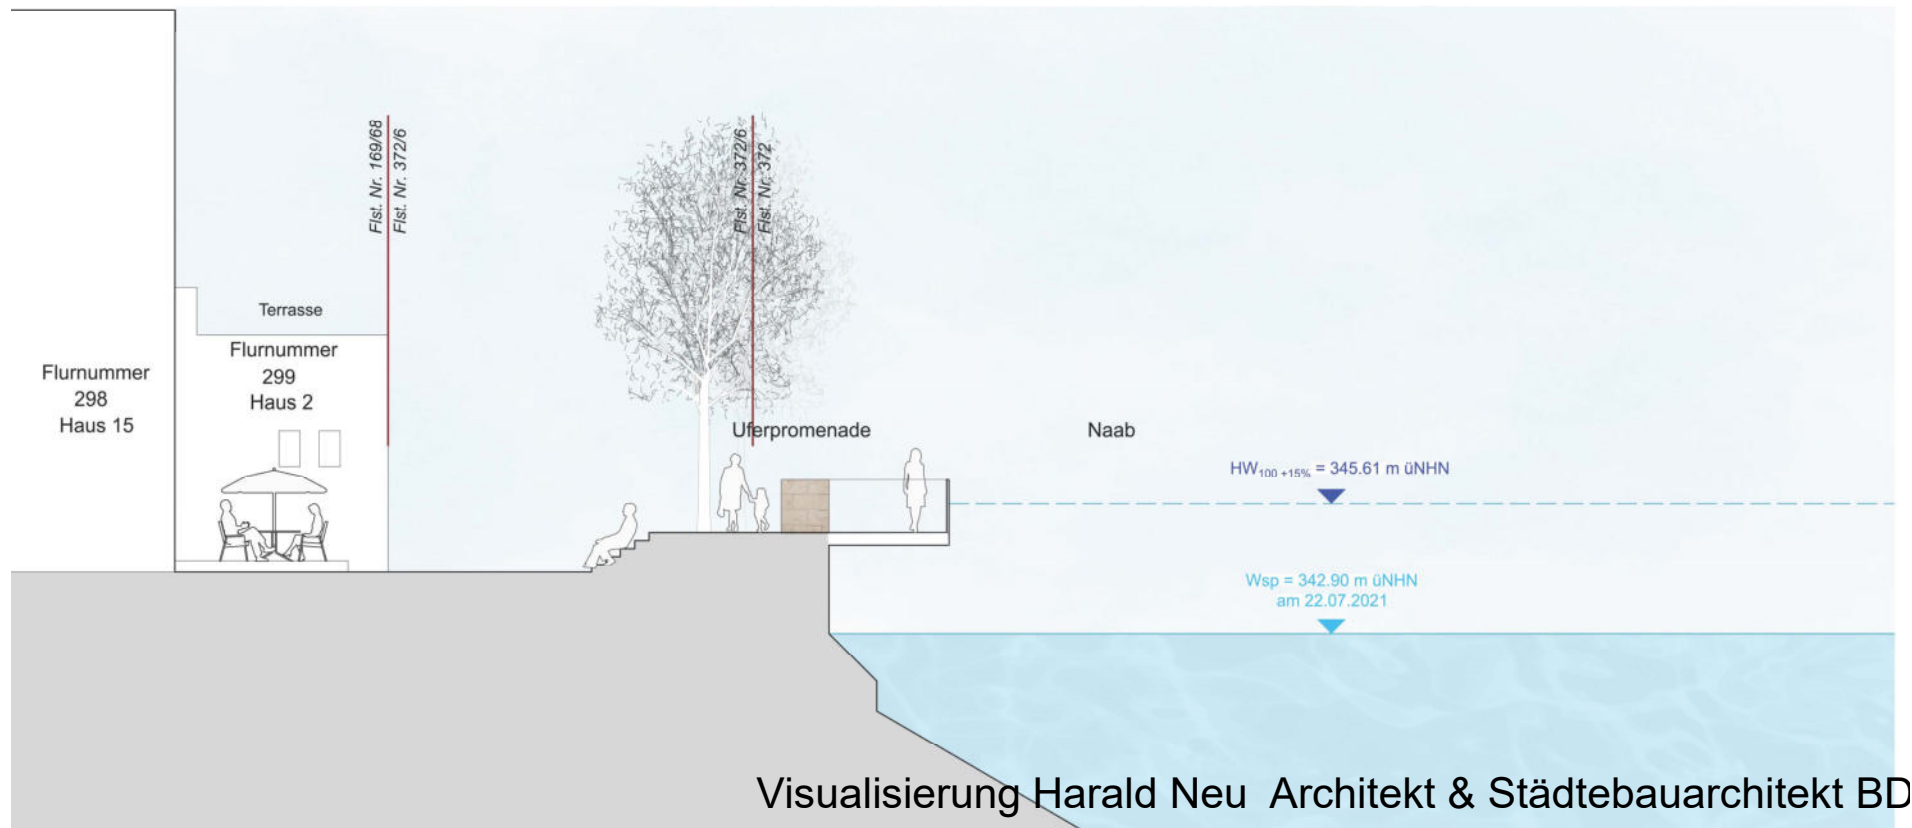 Flst. Nr. 169/68
Flst. Nr. 372/6
Flst. Nr. 372/6
Flst. Nr. 372
Terrasse
Flurnummer
299
Haus 2
Flurnummer
298
Haus 15
Uferpromenade
Naab
HW100 +15% = 345.61 m üNHN
Wsp = 342.90 m üNHN
am 22.07.2021
Visualisierung Harald Neu Architekt & Städtebauarchitekt BD